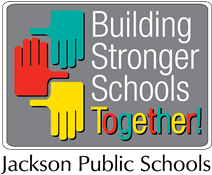 Building
Stronger
Schools
Together!
Jackson Public Schools